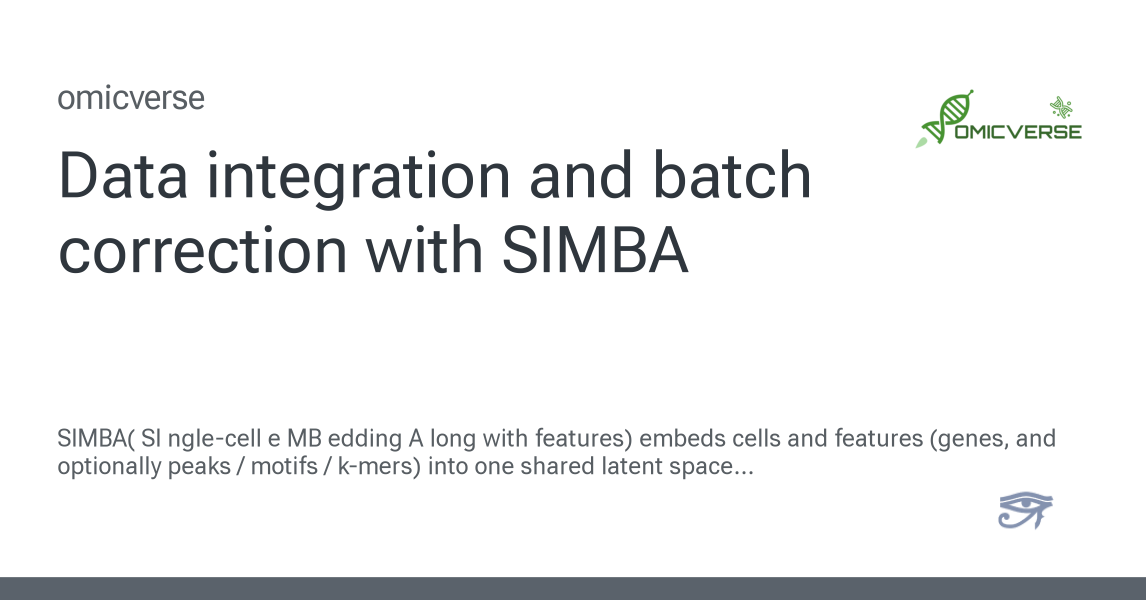 omicverse
OMICVERSE
Data integration and batch
correction with SIMBA
SIMBA( SI ngle-cell e MB edding A long with features) embeds cells and features (genes, and
optionally peaks / motifs / k-mers) into one shared latent space...